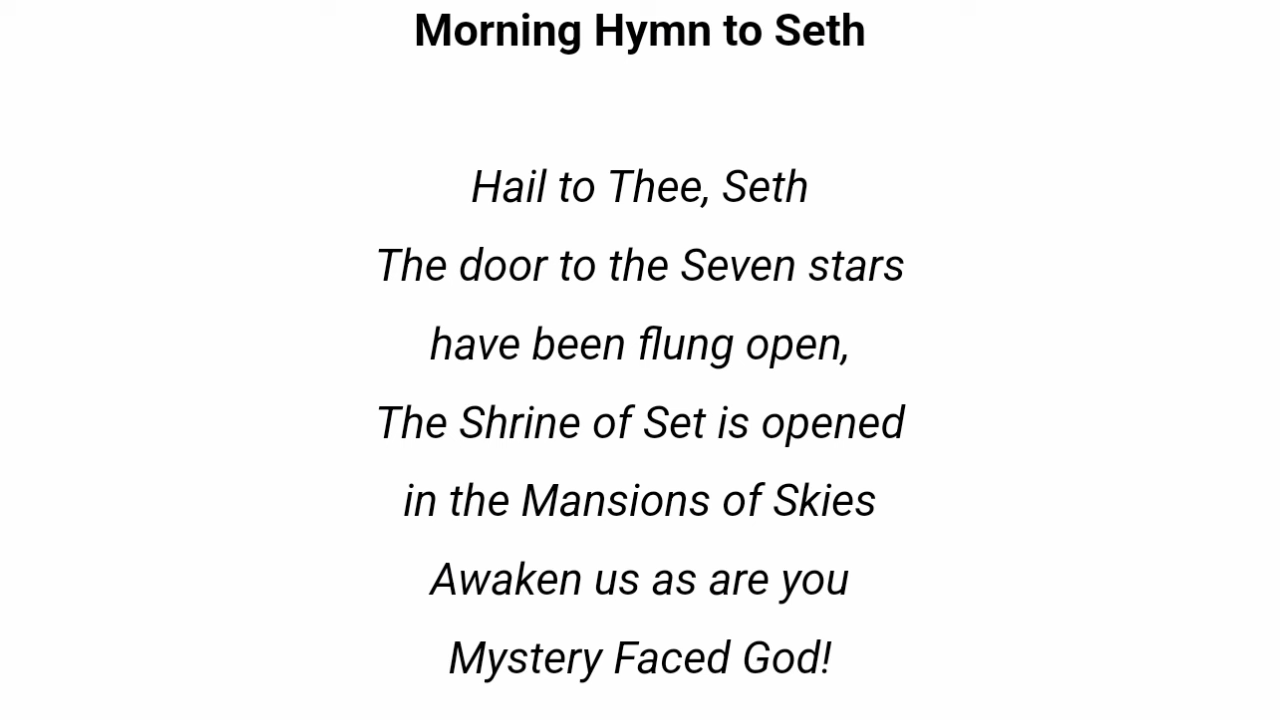 Morning Hymn to Seth
Hail to Thee, Seth
The door to the Seven stars
have been flung open,
The Shrine of Set is opened
in the Mansions of Skies
Awaken us as are you
Mystery Faced God!